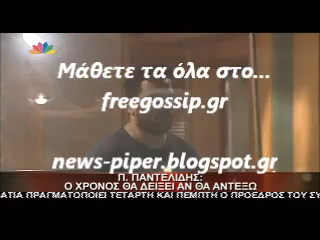 Μάθετε τα όλα στο...
freegossip.gr
news-piper.blogspot.gr
Π. ΠΑΝΤΕΛΙΔΗΣ:
Ο ΧΡΟΝΟΣ ΘΑ ΔΕΙΞΕΙ ΑΝ ΘΑ ΑΝΤΕΞΩ
ΠΡΑΓΜΑΤΟΠΟΙΕΙ ΤΕΤΑΡΤΗ ΚΑΙ ΠΕΜΠΤΗ Ο ΠΡΟΕΔΡΟΣ ΤΟΥ ΣΥ